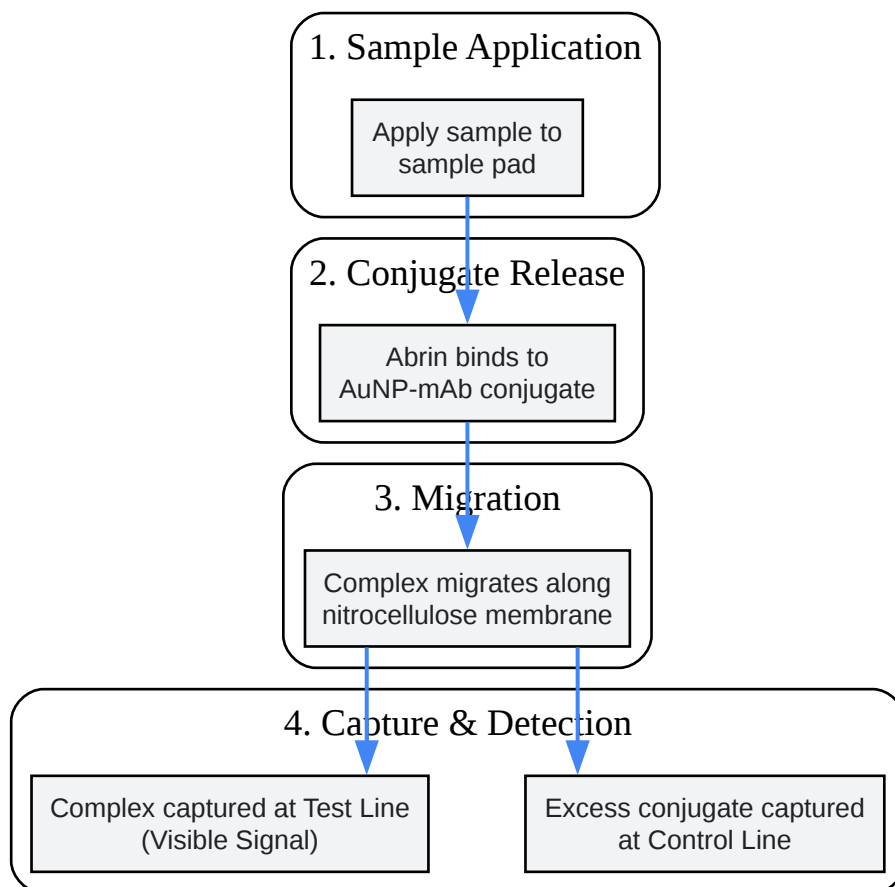 1. Sample Application
Apply sample to
sample pad
2. Conjugate Release
Abrin binds to
AuNP-mAb conjugate
3. Migration
Complex migrates along
nitrocellulose membrane
4. Capture & Detection
Complex captured at Test Line
(Visible Signal)
Excess conjugate captured
at Control Line